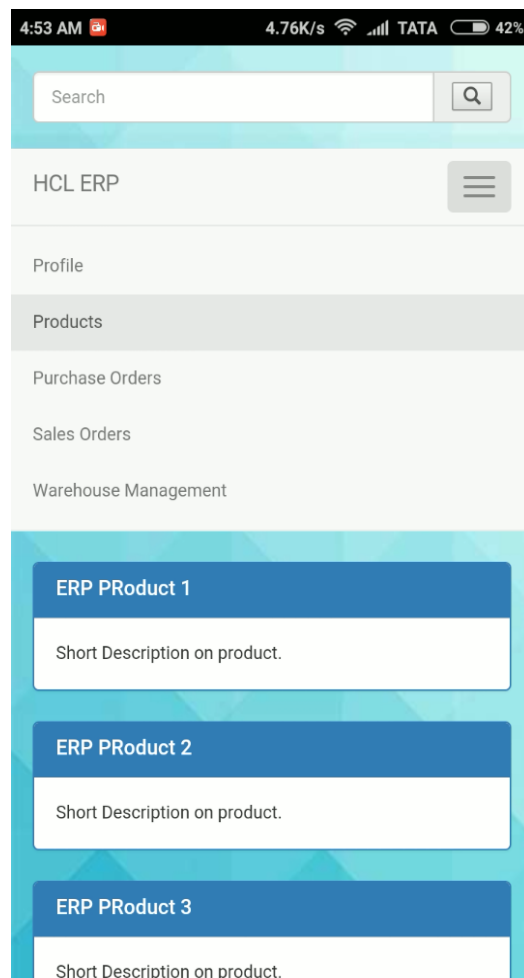 4:53 AM 4.76K/s TATA 42%
Search
HCL ERP
Profile
Products
Purchase Orders
Sales Orders
Warehouse Management
ERP PRoduct 1
Short Description on product.
ERP PRoduct 2
Short Description on product.
ERP PRoduct 3
Short Description on product.